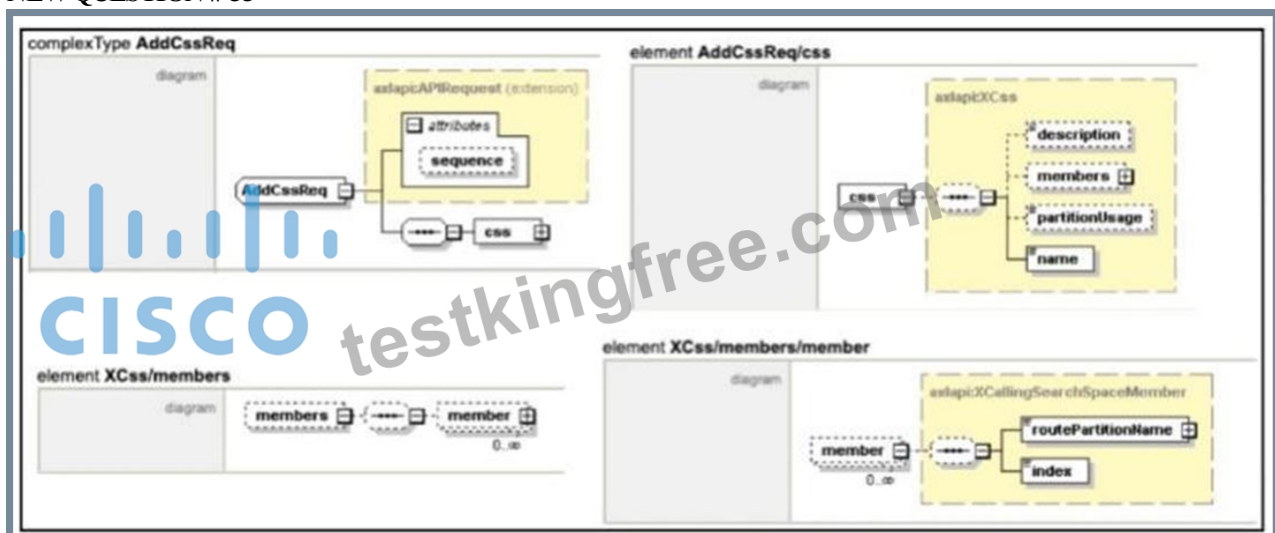 complexType AddCssReq
diagram
axlapi:APIRequest (extension)
attributes
sequence
AddCssReq
css
element AddCssReq/css
diagram
axlapi:XCss
description
members
css
partitionUsage
name
CISCO
testkingfree.com
element XCss/members
diagram
members
member
0..∞
element XCss/members/member
diagram
axlapi:XCallingSearchSpaceMember
routePartitionName
member
index
0..∞